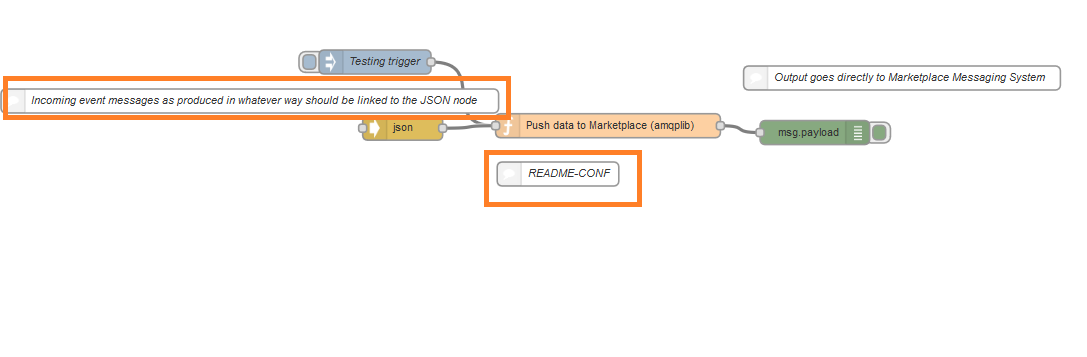 Testing trigger
Output goes directly to Marketplace Messaging System
Incoming event messages as produced in whatever way should be linked to the JSON node
json
Push data to Marketplace (amqplib)
msg.payload
README-CONF